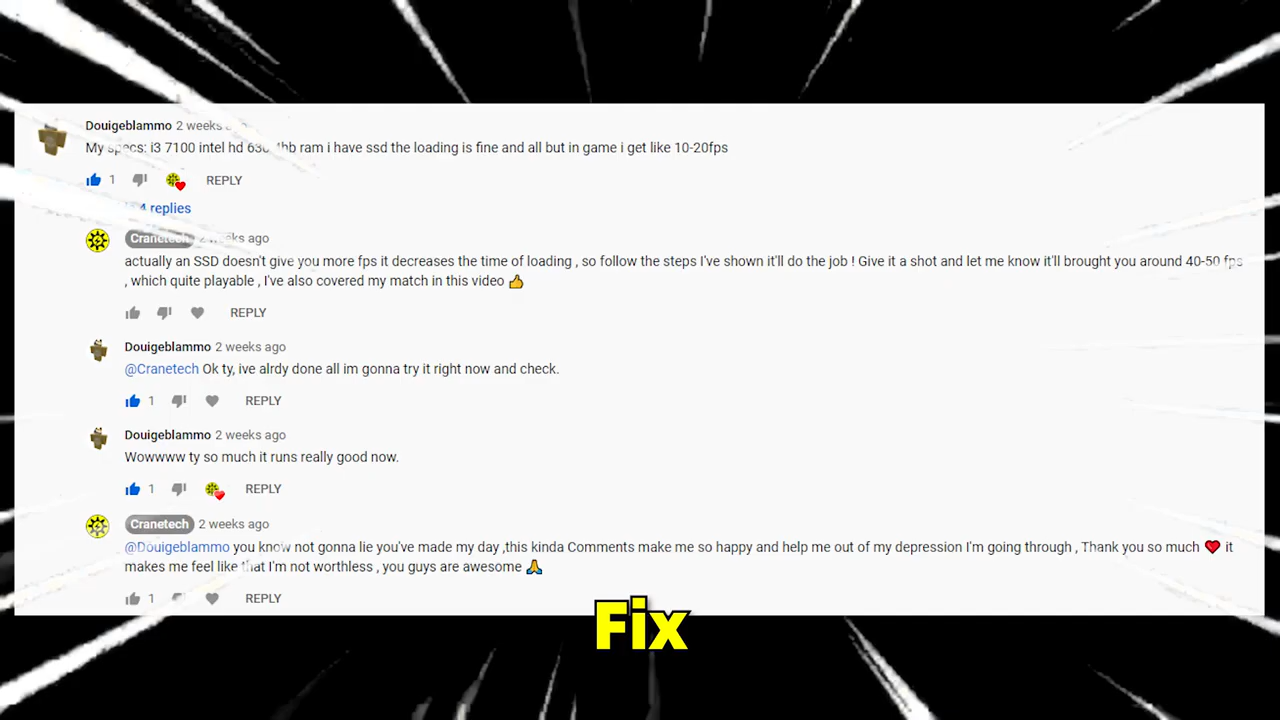 Douigeblammo 2 weeks ago
My specs: i3 7100 intel hd 630 4hb ram i have ssd the loading is fine and all but in game i get like 10-20fps
1 REPLY
4 replies
Cranetech 2 weeks ago
actually an SSD doesn't give you more fps it decreases the time of loading , so follow the steps I've shown it'll do the job ! Give it a shot and let me know it'll brought you around 40-50 fps
, which quite playable , I've also covered my match in this video 👍
REPLY
Douigeblammo 2 weeks ago
@Cranetech Ok ty, ive alrdy done all im gonna try it right now and check.
1 REPLY
Douigeblammo 2 weeks ago
Wowwww ty so much it runs really good now.
1 REPLY
Cranetech 2 weeks ago
@Douigeblammo you know not gonna lie you've made my day ,this kinda Comments make me so happy and help me out of my depression I'm going through , Thank you so much ❤️ it
makes me feel like that I'm not worthless , you guys are awesome 🙏
1 REPLY
Fix